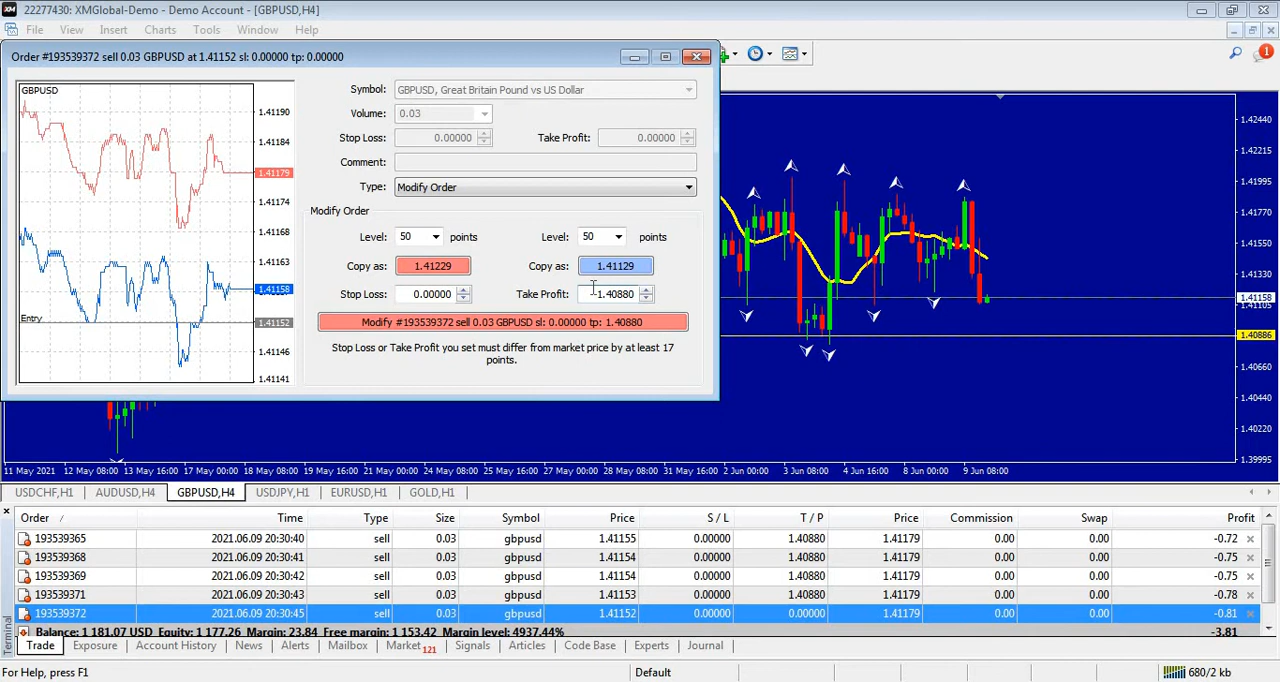 22277430: XMGlobal-Demo - Demo Account - [GBPUSD,H4]
File View Insert Charts Tools Window Help
1
Order #193539372 sell 0.03 GBPUSD at 1.41152 sl: 0.00000 tp: 0.00000
GBPUSD
1.41190
1.41184
1.41179
1.41174
1.41168
1.41163
1.41158
Entry
1.41152
1.41146
1.41141
Symbol: GBPUSD, Great Britain Pound vs US Dollar
Volume: 0.03
Stop Loss: 0.00000 Take Profit: 0.00000
Comment:
Type: Modify Order
Modify Order
Level: 50 points Level: 50 points
Copy as: 1.41229 Copy as: 1.41129
Stop Loss: 0.00000 Take Profit: 1.40880
Modify #193539372 sell 0.03 GBPUSD sl: 0.00000 tp: 1.40880
Stop Loss or Take Profit you set must differ from market price by at least 17
points.
1.42440
1.42215
1.41995
1.41770
1.41550
1.41330
1.41158
1.41105
1.40886
1.40660
1.40440
1.40220
1.39995
11 May 2021 12 May 08:00 13 May 16:00 17 May 00:00 18 May 08:00 19 May 16:00 21 May 00:00 24 May 08:00 25 May 16:00 27 May 00:00 28 May 08:00 31 May 16:00 2 Jun 00:00 3 Jun 08:00 4 Jun 16:00 8 Jun 00:00 9 Jun 08:00
USDCHF,H1 AUDUSD,H4 GBPUSD,H4 USDJPY,H1 EURUSD,H1 GOLD,H1
Order / Time Type Size Symbol Price S / L T / P Price Commission Swap Profit
193539365 2021.06.09 20:30:40 sell 0.03 gbpusd 1.41155 0.00000 1.40880 1.41179 0.00 0.00 -0.72
193539368 2021.06.09 20:30:41 sell 0.03 gbpusd 1.41154 0.00000 1.40880 1.41179 0.00 0.00 -0.75
193539369 2021.06.09 20:30:42 sell 0.03 gbpusd 1.41154 0.00000 1.40880 1.41179 0.00 0.00 -0.75
193539371 2021.06.09 20:30:43 sell 0.03 gbpusd 1.41153 0.00000 1.40880 1.41179 0.00 0.00 -0.78
193539372 2021.06.09 20:30:45 sell 0.03 gbpusd 1.41152 0.00000 0.00000 1.41179 0.00 0.00 -0.81
Balance: 1 181.07 USD Equity: 1 177.26 Margin: 23.84 Free margin: 1 153.42 Margin level: 4937.44% -3.81
Terminal
Trade Exposure Account History News Alerts Mailbox Market 121 Signals Articles Code Base Experts Journal
For Help, press F1 Default 680/2 kb